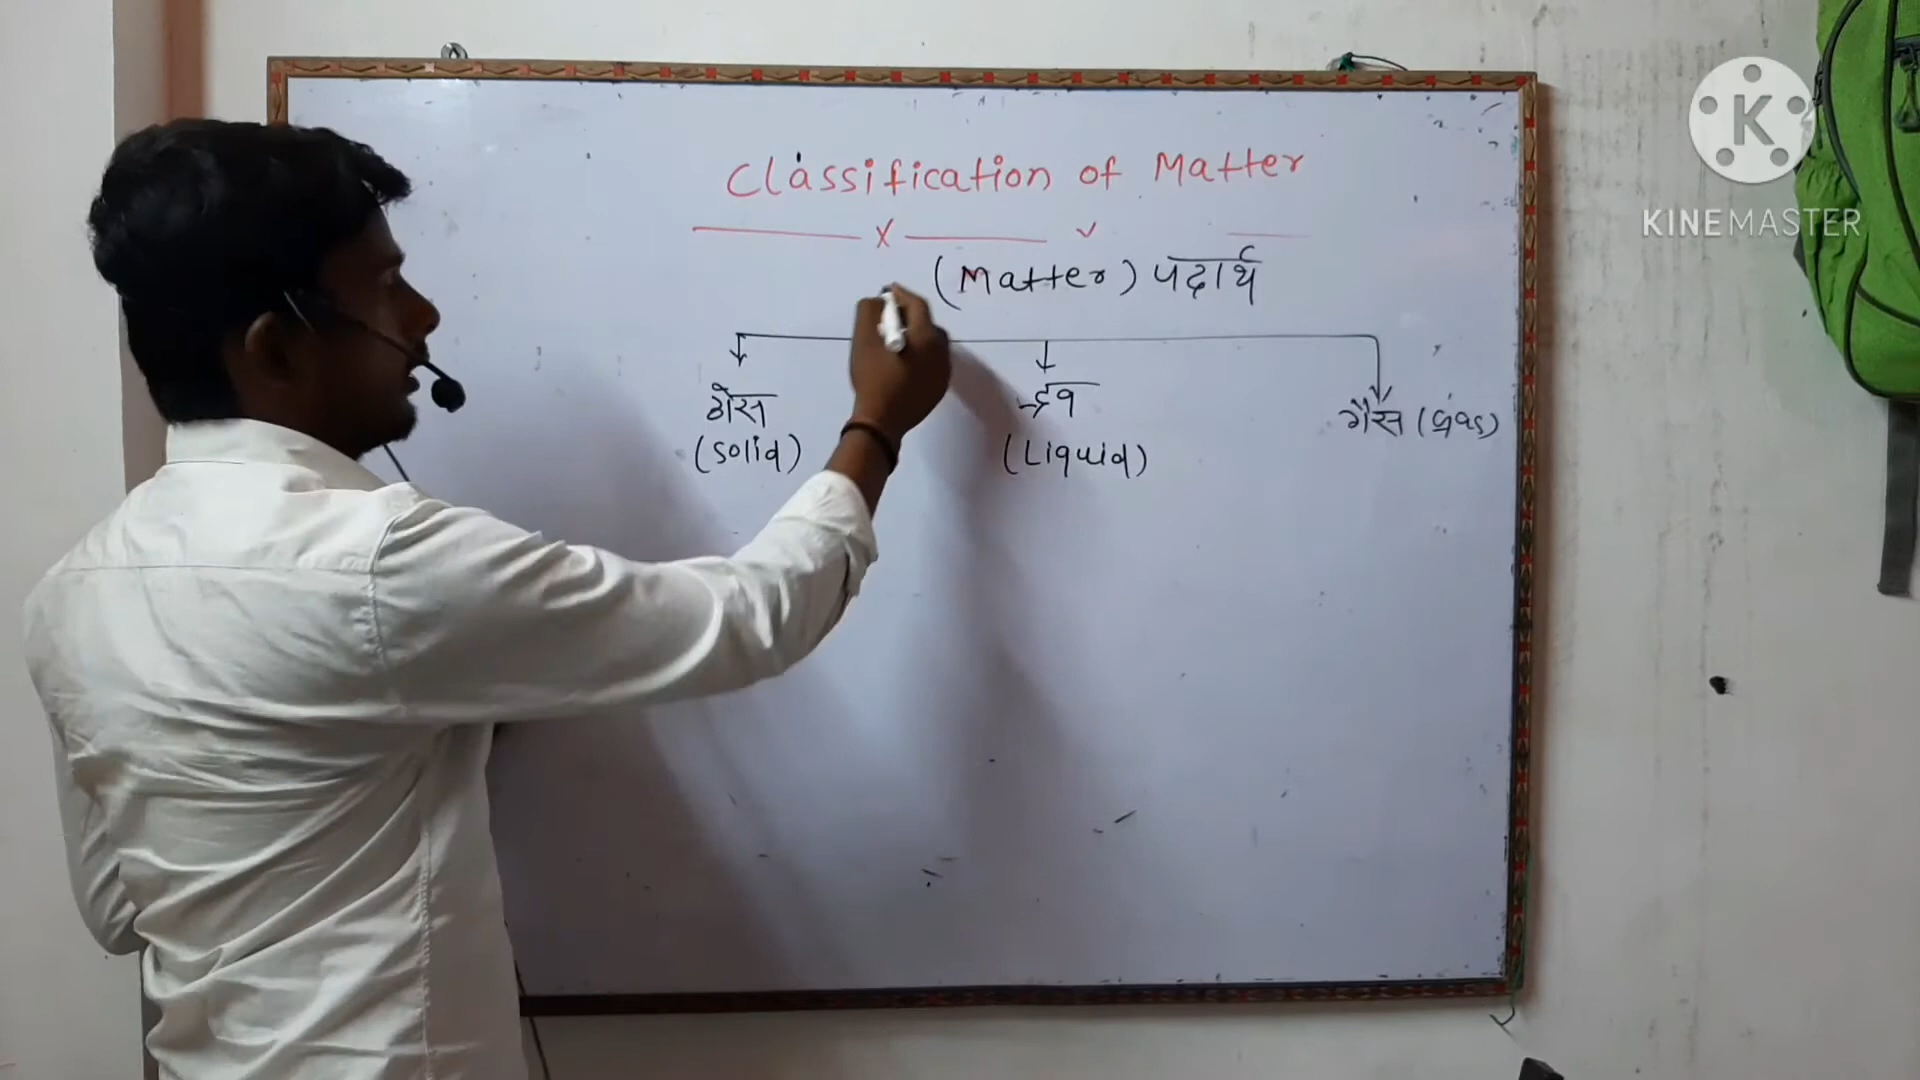 Classification of Matter
(Matter) पदार्थ
ठोस
(Solid)
द्रव
(Liquid)
गैस (Gas)
K
KINEMASTER